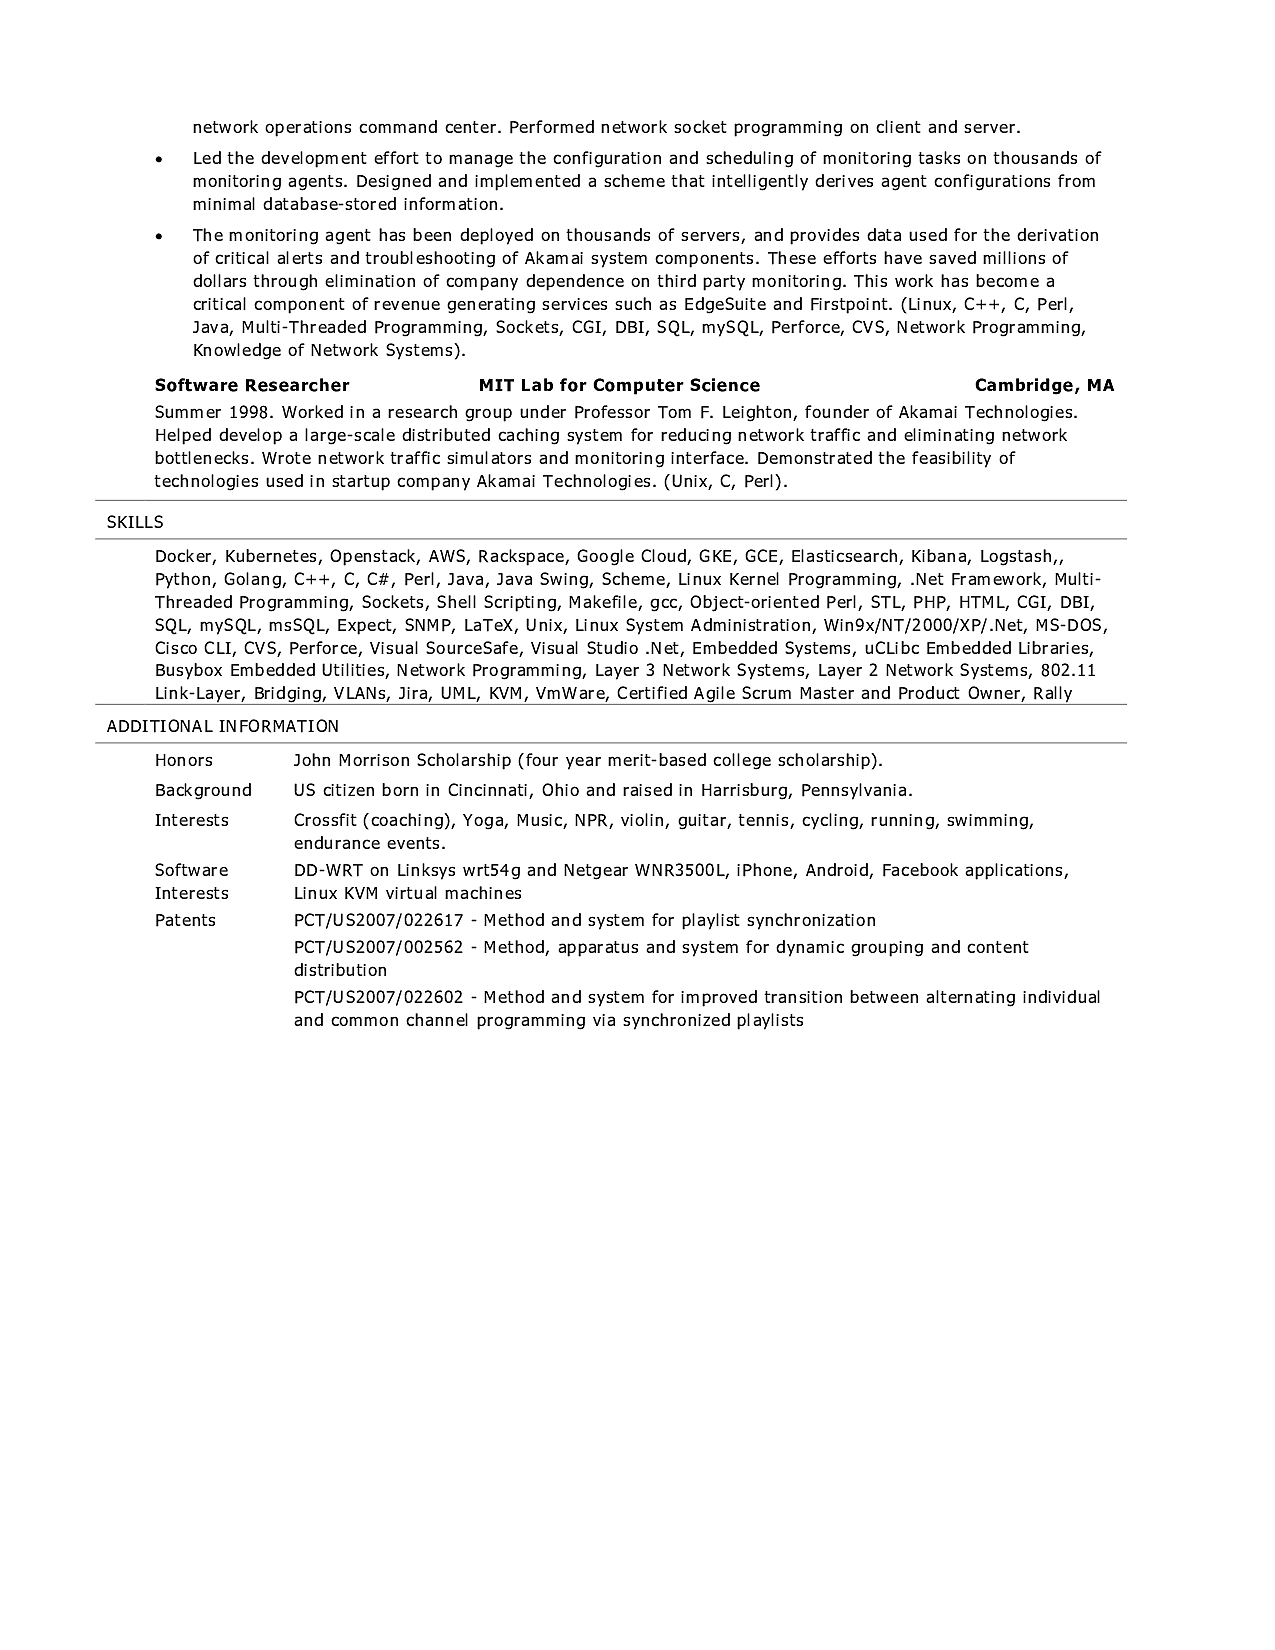 network operations command center. Performed network socket programming on client and server.
• Led the development effort to manage the configuration and scheduling of monitoring tasks on thousands of
monitoring agents. Designed and implemented a scheme that intelligently derives agent configurations from
minimal database-stored information.
• The monitoring agent has been deployed on thousands of servers, and provides data used for the derivation
of critical alerts and troubleshooting of Akamai system components. These efforts have saved millions of
dollars through elimination of company dependence on third party monitoring. This work has become a
critical component of revenue generating services such as EdgeSuite and Firstpoint. (Linux, C++, C, Perl,
Java, Multi-Threaded Programming, Sockets, CGI, DBI, SQL, mySQL, Perforce, CVS, Network Programming,
Knowledge of Network Systems).
Software Researcher MIT Lab for Computer Science Cambridge, MA
Summer 1998. Worked in a research group under Professor Tom F. Leighton, founder of Akamai Technologies.
Helped develop a large-scale distributed caching system for reducing network traffic and eliminating network
bottlenecks. Wrote network traffic simulators and monitoring interface. Demonstrated the feasibility of
technologies used in startup company Akamai Technologies. (Unix, C, Perl).
SKILLS
Docker, Kubernetes, Openstack, AWS, Rackspace, Google Cloud, GKE, GCE, Elasticsearch, Kibana, Logstash,,
Python, Golang, C++, C, C#, Perl, Java, Java Swing, Scheme, Linux Kernel Programming, .Net Framework, Multi-
Threaded Programming, Sockets, Shell Scripting, Makefile, gcc, Object-oriented Perl, STL, PHP, HTML, CGI, DBI,
SQL, mySQL, msSQL, Expect, SNMP, LaTeX, Unix, Linux System Administration, Win9x/NT/2000/XP/.Net, MS-DOS,
Cisco CLI, CVS, Perforce, Visual SourceSafe, Visual Studio .Net, Embedded Systems, uCLibc Embedded Libraries,
Busybox Embedded Utilities, Network Programming, Layer 3 Network Systems, Layer 2 Network Systems, 802.11
Link-Layer, Bridging, VLANs, Jira, UML, KVM, VmWare, Certified Agile Scrum Master and Product Owner, Rally
ADDITIONAL INFORMATION
Honors John Morrison Scholarship (four year merit-based college scholarship).
Background US citizen born in Cincinnati, Ohio and raised in Harrisburg, Pennsylvania.
Interests Crossfit (coaching), Yoga, Music, NPR, violin, guitar, tennis, cycling, running, swimming,
endurance events.
Software DD-WRT on Linksys wrt54g and Netgear WNR3500L, iPhone, Android, Facebook applications,
Interests Linux KVM virtual machines
Patents PCT/US2007/022617 - Method and system for playlist synchronization
PCT/US2007/002562 - Method, apparatus and system for dynamic grouping and content
distribution
PCT/US2007/022602 - Method and system for improved transition between alternating individual
and common channel programming via synchronized playlists